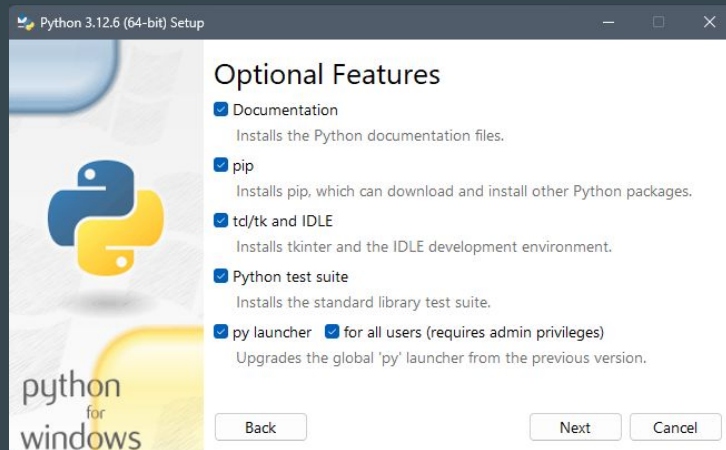 Python 3.12.6 (64-bit) Setup
Optional Features
Documentation
Installs the Python documentation files.
pip
Installs pip, which can download and install other Python packages.
tcl/tk and IDLE
Installs tkinter and the IDLE development environment.
Python test suite
Installs the standard library test suite.
py launcher for all users (requires admin privileges)
Upgrades the global 'py' launcher from the previous version.
python
for
windows
Back Next Cancel